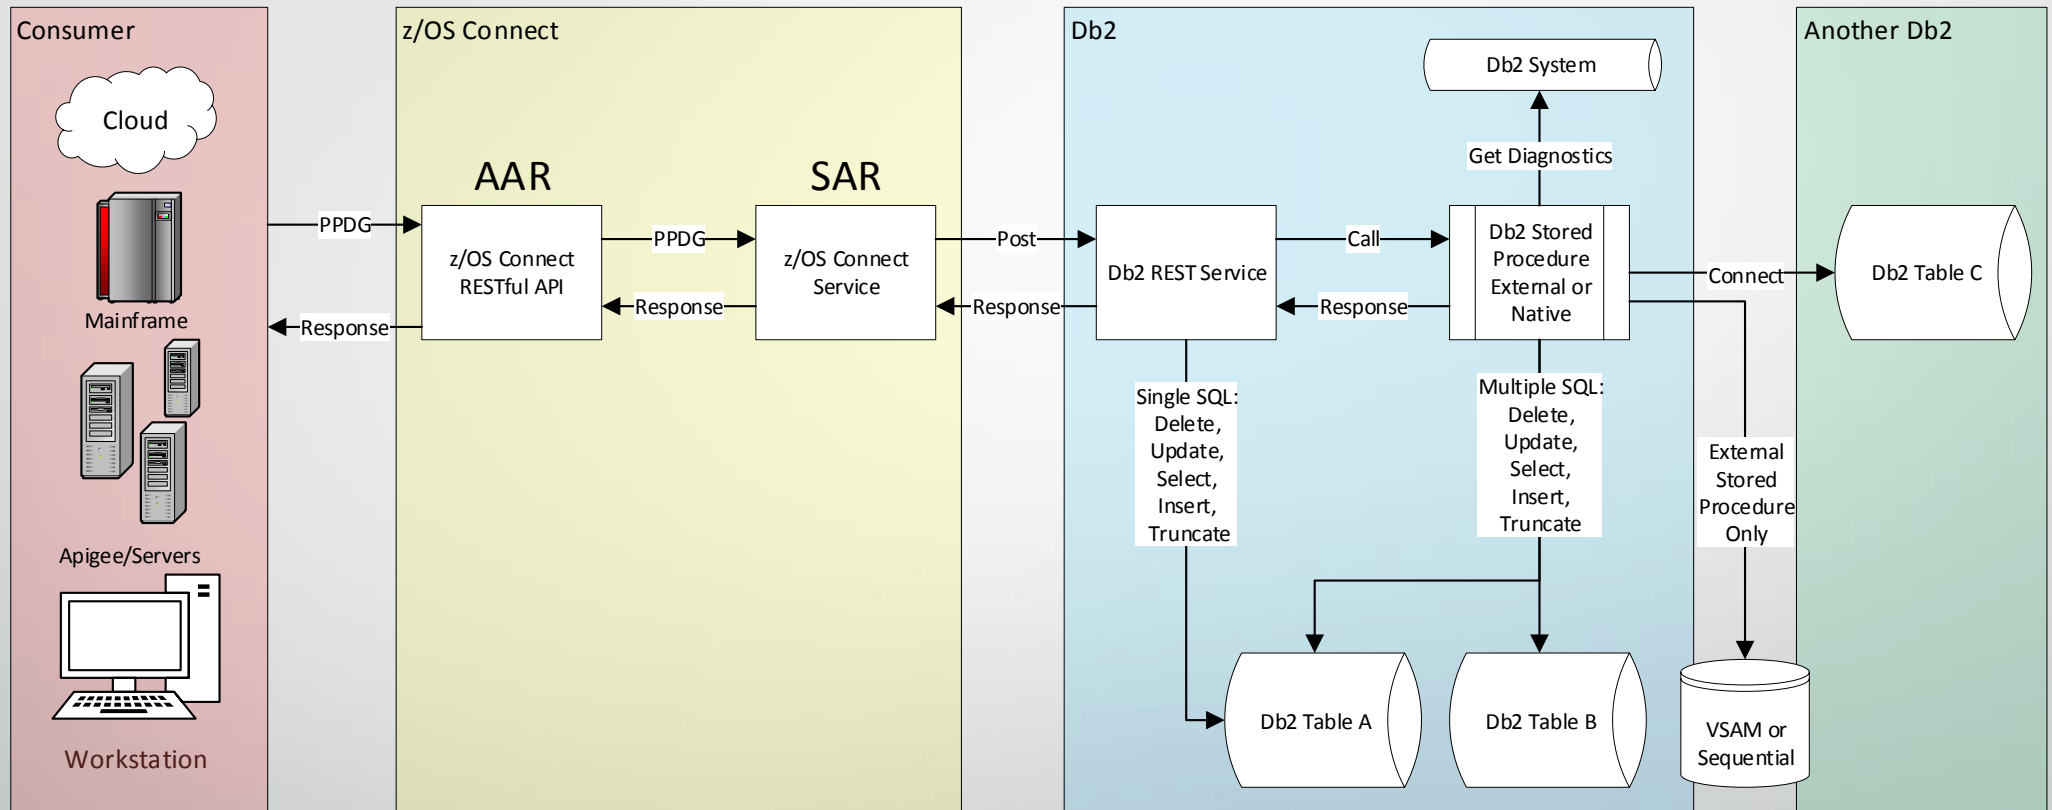 Consumer
Cloud
Mainframe
Apigee/Servers
Workstation
PPDG
Response
z/OS Connect
AAR
z/OS Connect
RESTful API
PPDG
Response
SAR
z/OS Connect
Service
Post
Response
Db2
Db2 REST Service
Call
Response
Db2 System
Get Diagnostics
Db2 Stored
Procedure
External or
Native
Single SQL:
Delete,
Update,
Select,
Insert,
Truncate
Multiple SQL:
Delete,
Update,
Select,
Insert,
Truncate
Db2 Table A
Db2 Table B
Connect
External
Stored
Procedure
Only
VSAM or
Sequential
Another Db2
Db2 Table C